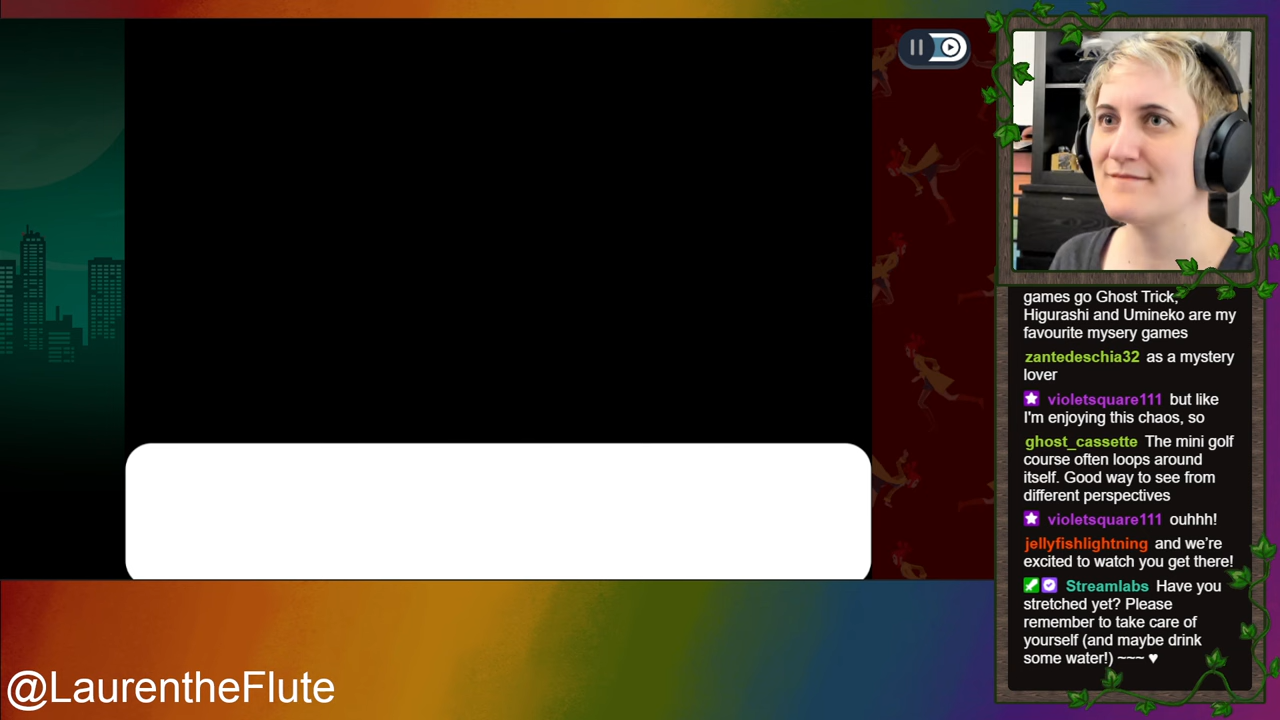 games go Ghost Trick,
Higurashi and Umineko are my
favourite mysery games
zantedeschia32 as a mystery
lover
violetsquare111 but like
I'm enjoying this chaos, so
ghost_cassette The mini golf
course often loops around
itself. Good way to see from
different perspectives
violetsquare111 ouhhh!
jellyfishlightning and we're
excited to watch you get there!
Streamlabs Have you
stretched yet? Please
remember to take care of
yourself (and maybe drink
some water!) ~~~ ♥
@LaurentheFlute